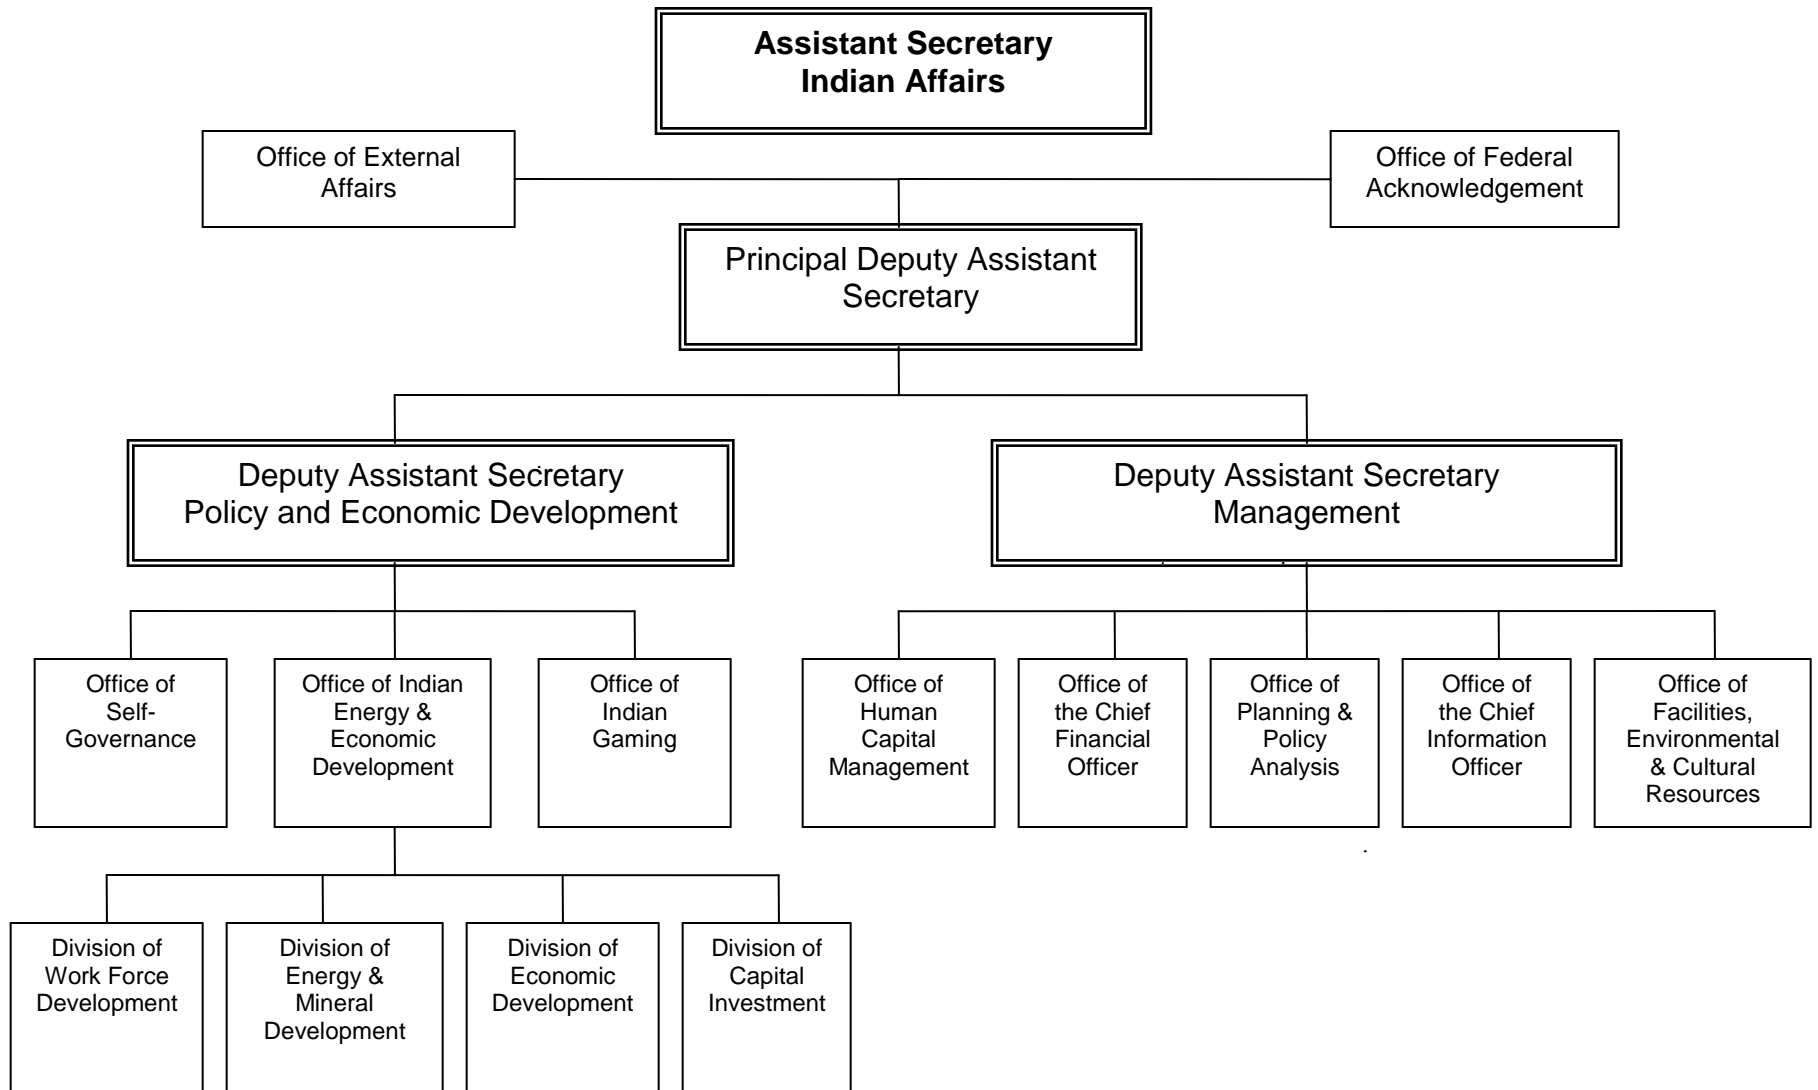 Assistant Secretary
Indian Affairs
Office of External
Affairs
Office of Federal
Acknowledgement
Principal Deputy Assistant
Secretary
Deputy Assistant Secretary
Policy and Economic Development
Deputy Assistant Secretary
Management
Office of
Self-
Governance
Office of Indian
Energy &
Economic
Development
Office of
Indian
Gaming
Office of
Human
Capital
Management
Office of
the Chief
Financial
Officer
Office of
Planning &
Policy
Analysis
Office of
the Chief
Information
Officer
Office of
Facilities,
Environmental
& Cultural
Resources
Division of
Work Force
Development
Division of
Energy &
Mineral
Development
Division of
Economic
Development
Division of
Capital
Investment